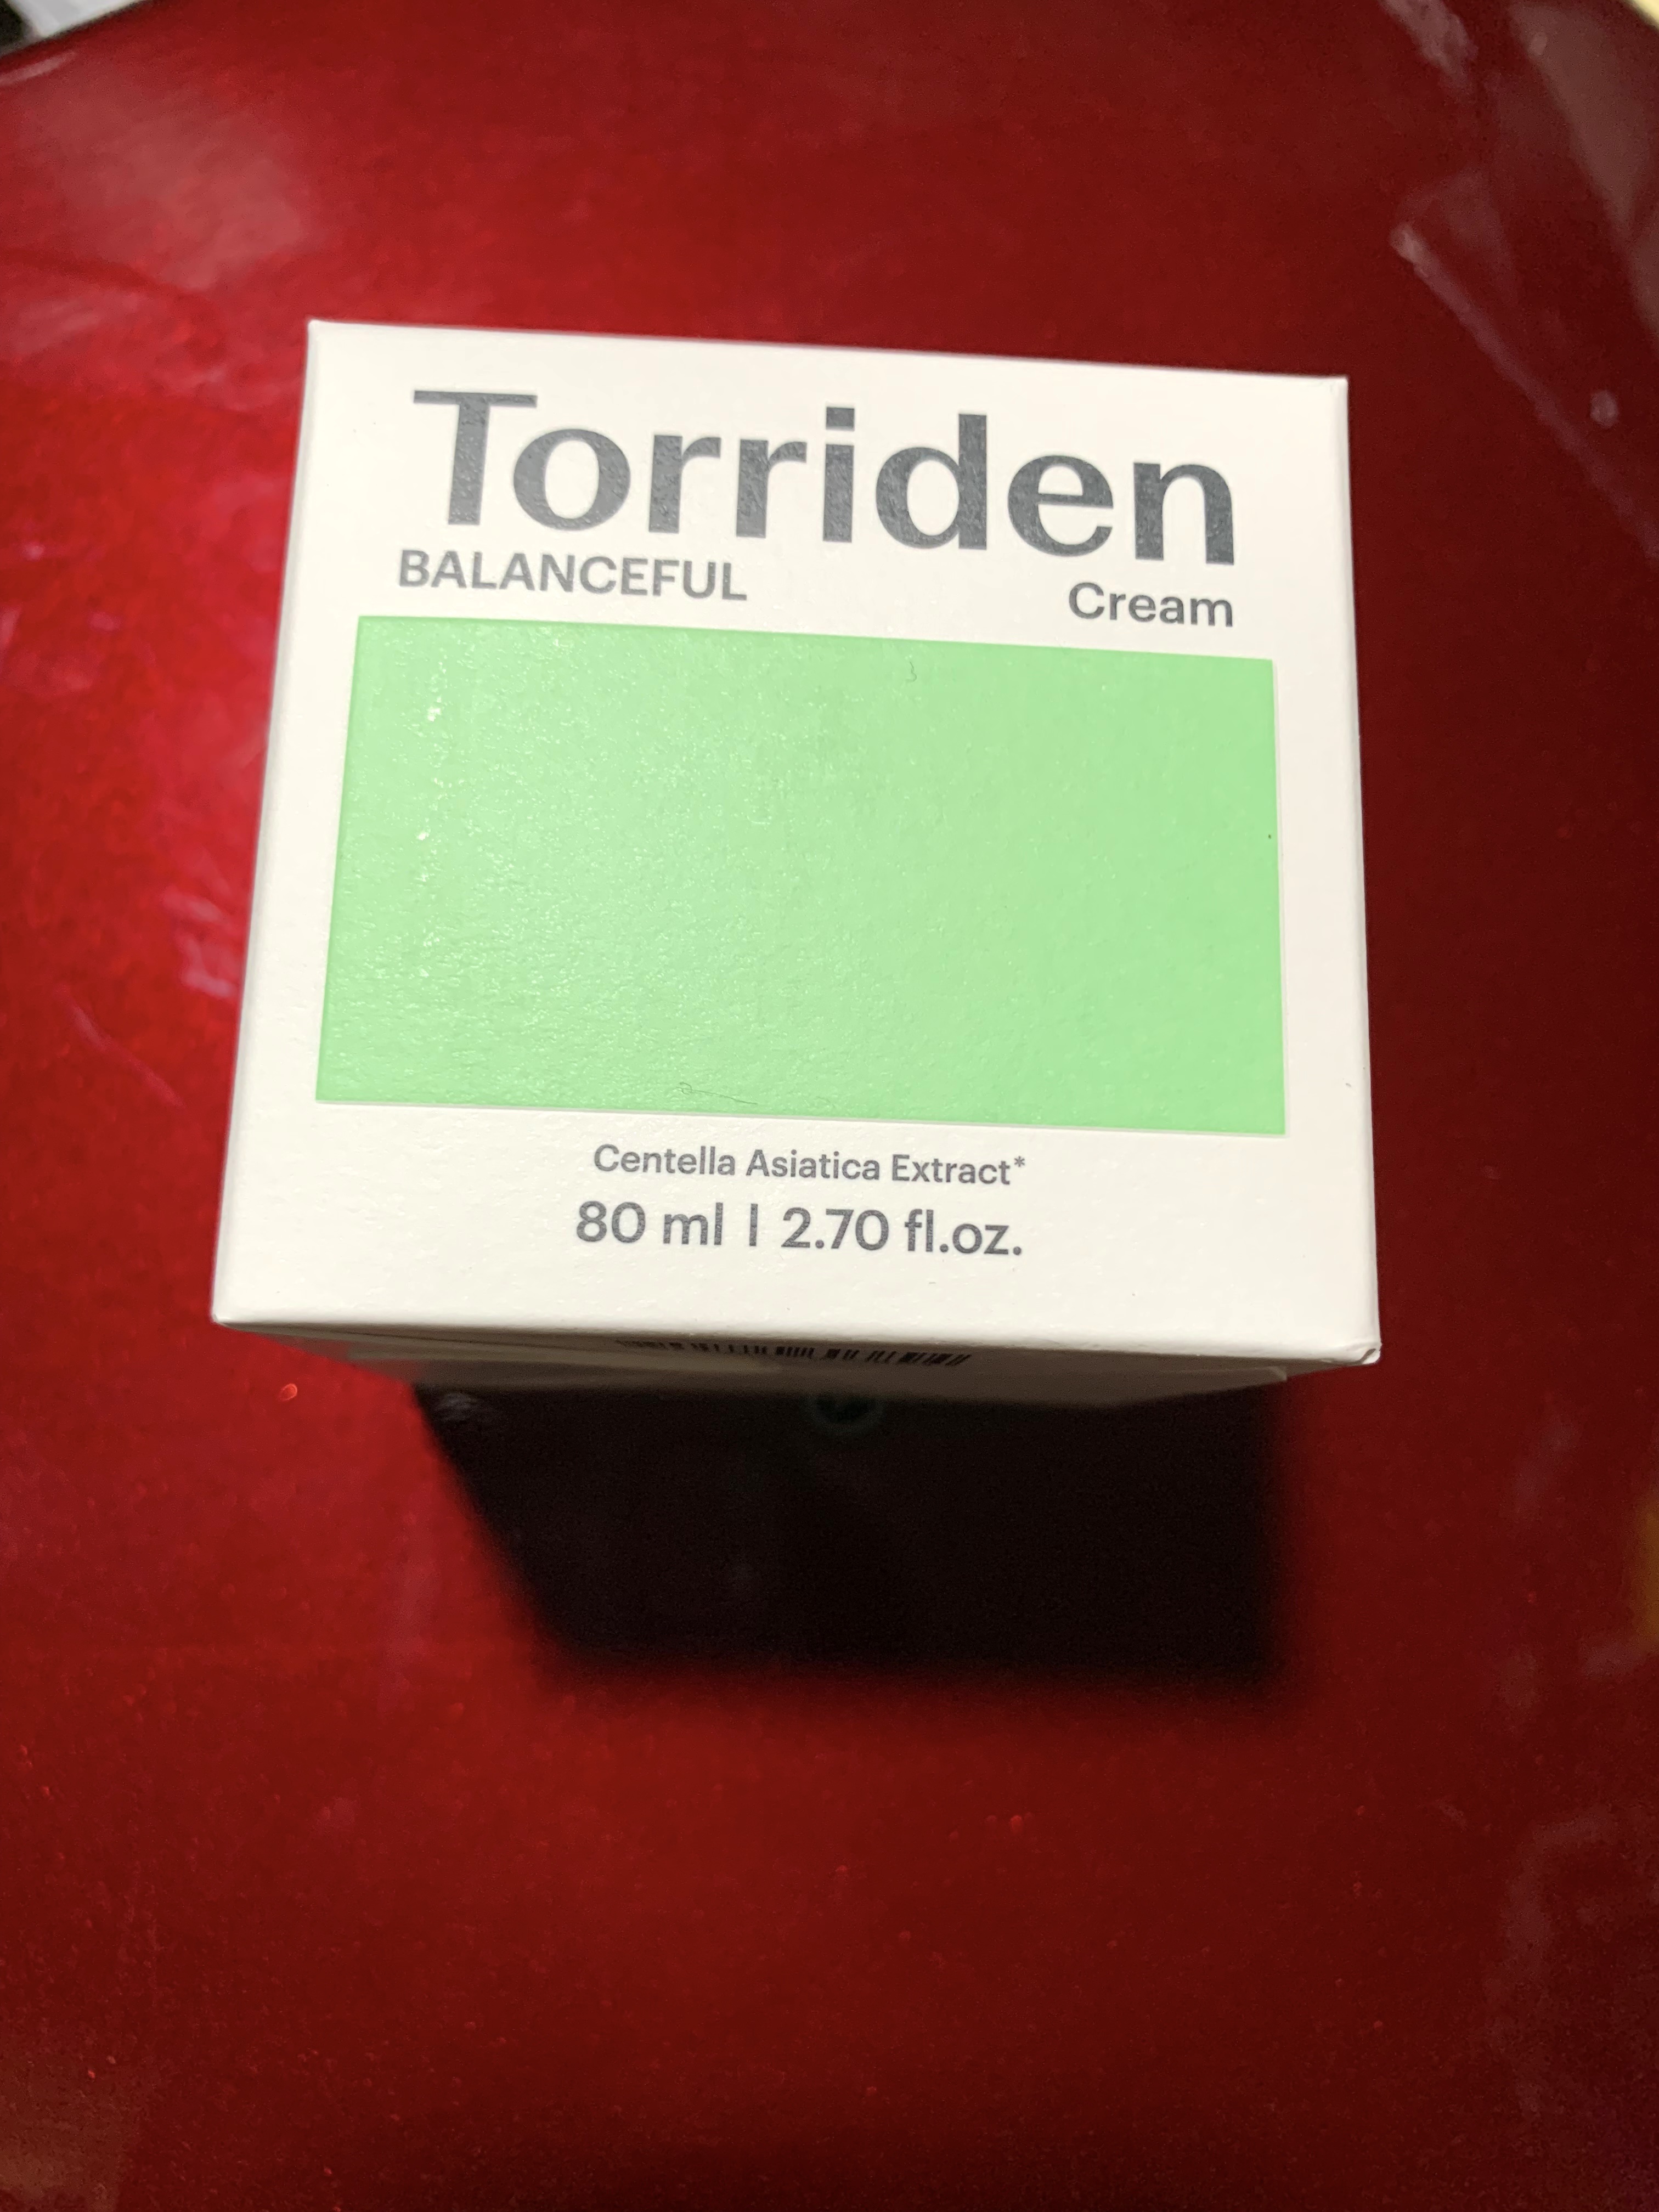 Torriden
BALANCEFUL Cream
Centella Asiatica Extract*
80 ml | 2.70 fl.oz.